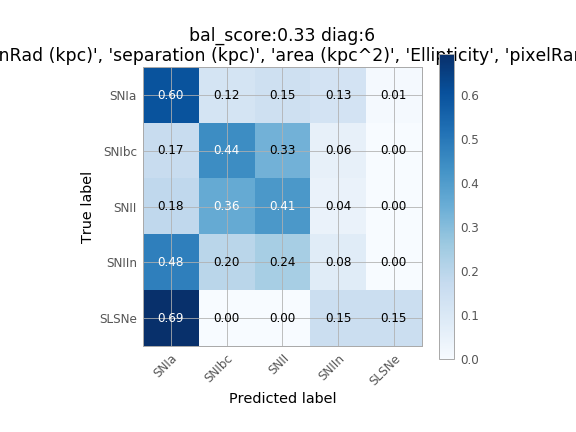 bal_score:0.33 diag:6
nRad (kpc)', 'separation (kpc)', 'area (kpc^2)', 'Ellipticity', 'pixelRan
SNIa 0.60 0.12 0.15 0.13 0.01
SNIbc 0.17 0.44 0.33 0.06 0.00
SNII 0.18 0.36 0.41 0.04 0.00
SNIIn 0.48 0.20 0.24 0.08 0.00
SLSNe 0.69 0.00 0.00 0.15 0.15
SNIa SNIbc SNII SNIIn SLSNe
Predicted label
True label
0.6
0.5
0.4
0.3
0.2
0.1
0.0